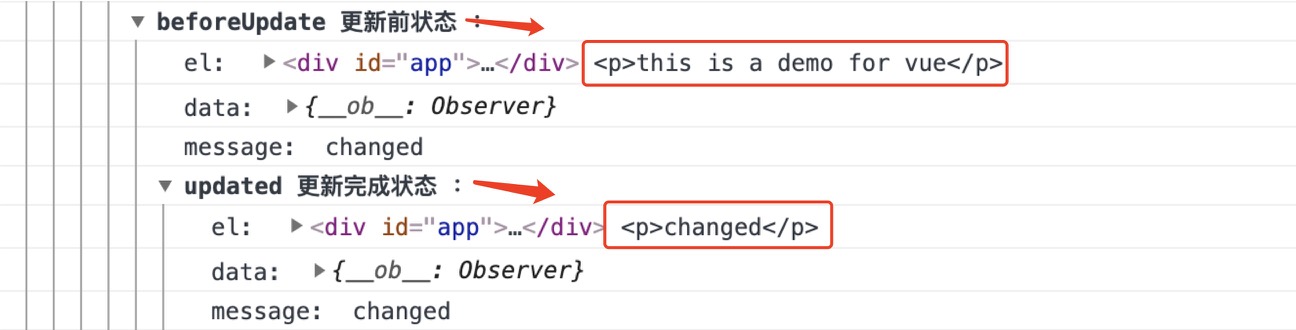 ▼ beforeUpdate 更新前状态 :
el: ▶<div id="app">…</div> <p>this is a demo for vue</p>
data: ▶{__ob__: Observer}
message: changed
▼ updated 更新完成状态 :
el: ▶<div id="app">…</div> <p>changed</p>
data: ▶{__ob__: Observer}
message: changed